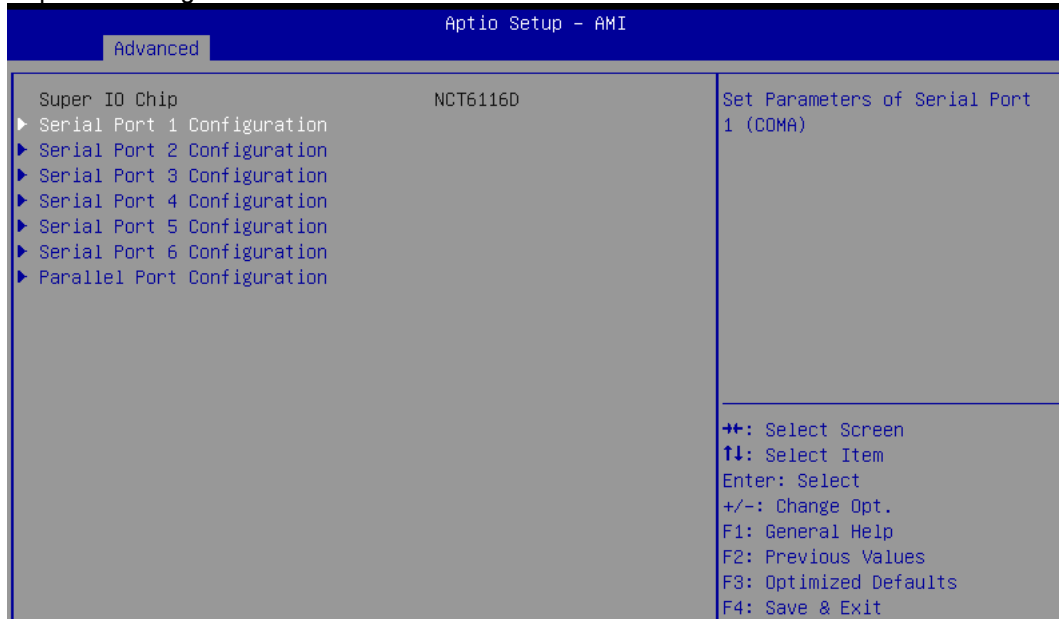 Aptio Setup – AMI
Advanced
Super IO Chip NCT6116D
▶ Serial Port 1 Configuration
▶ Serial Port 2 Configuration
▶ Serial Port 3 Configuration
▶ Serial Port 4 Configuration
▶ Serial Port 5 Configuration
▶ Serial Port 6 Configuration
▶ Parallel Port Configuration
Set Parameters of Serial Port
1 (COMA)
→←: Select Screen
↑↓: Select Item
Enter: Select
+/-: Change Opt.
F1: General Help
F2: Previous Values
F3: Optimized Defaults
F4: Save & Exit